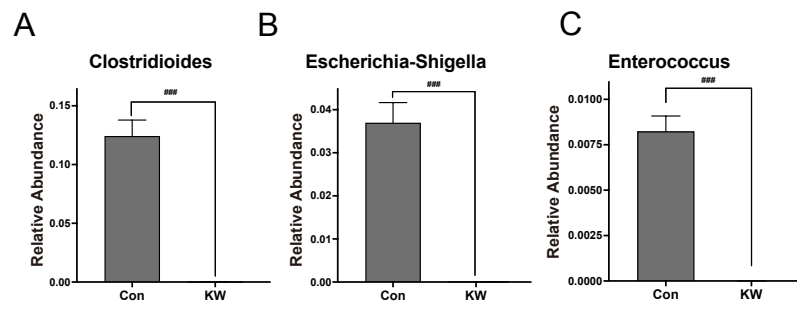 A
Clostridioides
###
Relative Abundance
0.15
0.10
0.05
0.00
Con
KW
B
Escherichia-Shigella
###
Relative Abundance
0.04
0.03
0.02
0.01
0.00
Con
KW
C
Enterococcus
###
Relative Abundance
0.0100
0.0075
0.0050
0.0025
0.0000
Con
KW